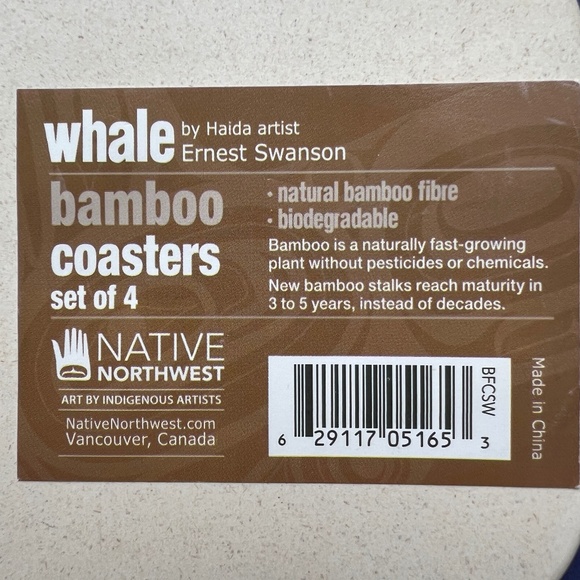 whale by Haida artist
Ernest Swanson
bamboo
coasters
set of 4
• natural bamboo fibre
• biodegradable
Bamboo is a naturally fast-growing
plant without pesticides or chemicals.
New bamboo stalks reach maturity in
3 to 5 years, instead of decades.
NATIVE
NORTHWEST
ART BY INDIGENOUS ARTISTS
NativeNorthwest.com
Vancouver, Canada
6 29117 05165 3
BFCSW
Made in China